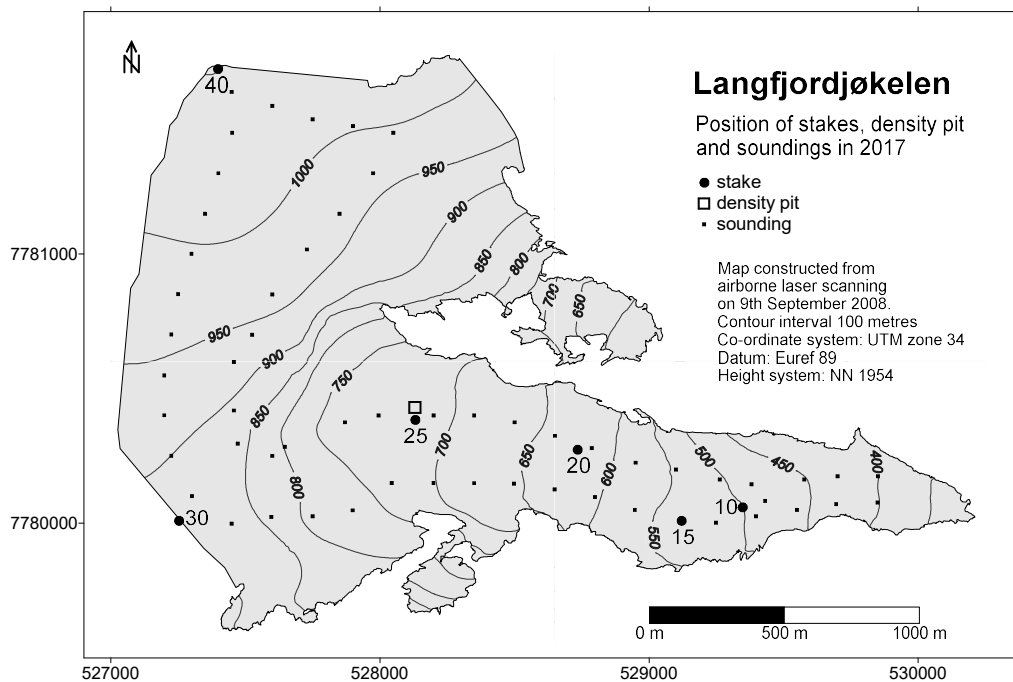 N
40
Langfjordjøkelen
Position of stakes, density pit
and soundings in 2017
stake
density pit
sounding
1000
950
900
850
800
7781000
Map constructed from
airborne laser scanning
on 9th September 2008.
Contour interval 100 metres
Co-ordinate system: UTM zone 34
Datum: Euref 89
Height system: NN 1954
700
650
950
900
750
850
25
700
650
20
600
500
450
400
800
30
7780000
10
15
550
0 m
500 m
1000 m
527000
528000
529000
530000